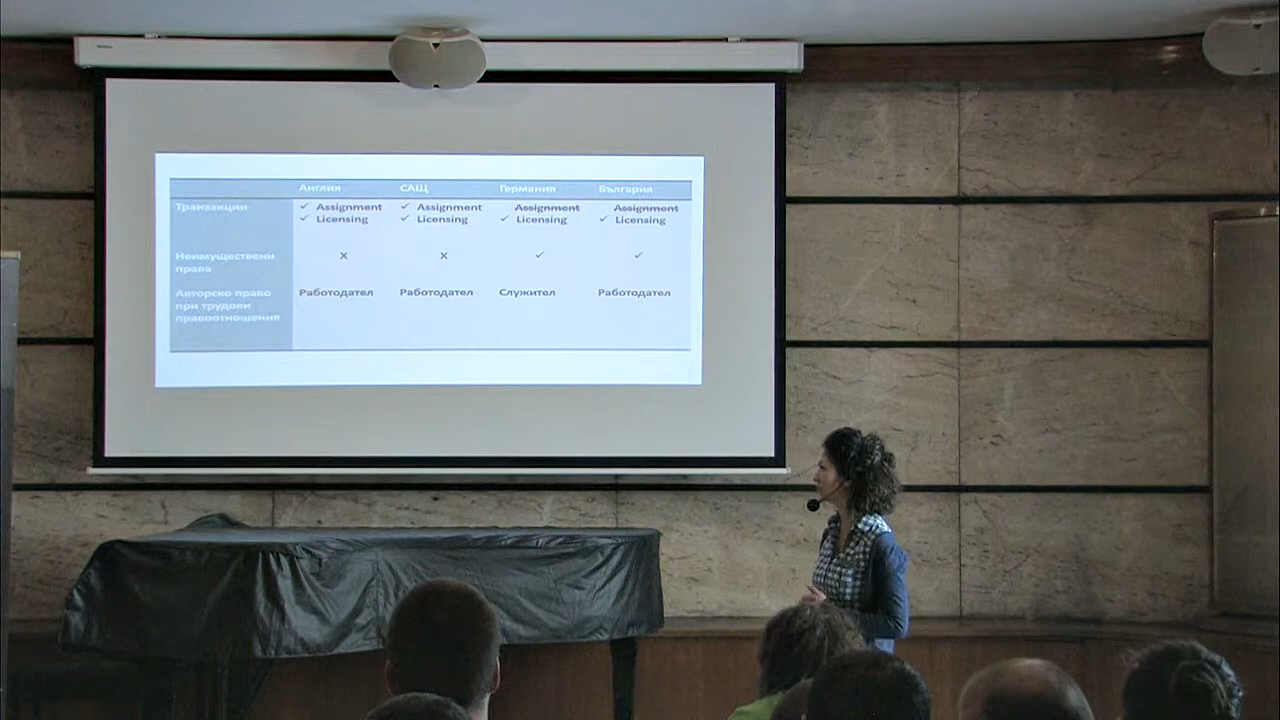 Англия САЩ Германия България
Транзакции ✓ Assignment ✓ Assignment Assignment Assignment
✓ Licensing ✓ Licensing ✓ Licensing ✓ Licensing
Неимуществени x x ✓ ✓
права
Авторско право Работодател Работодател Служител Работодател
при трудови
правоотношения